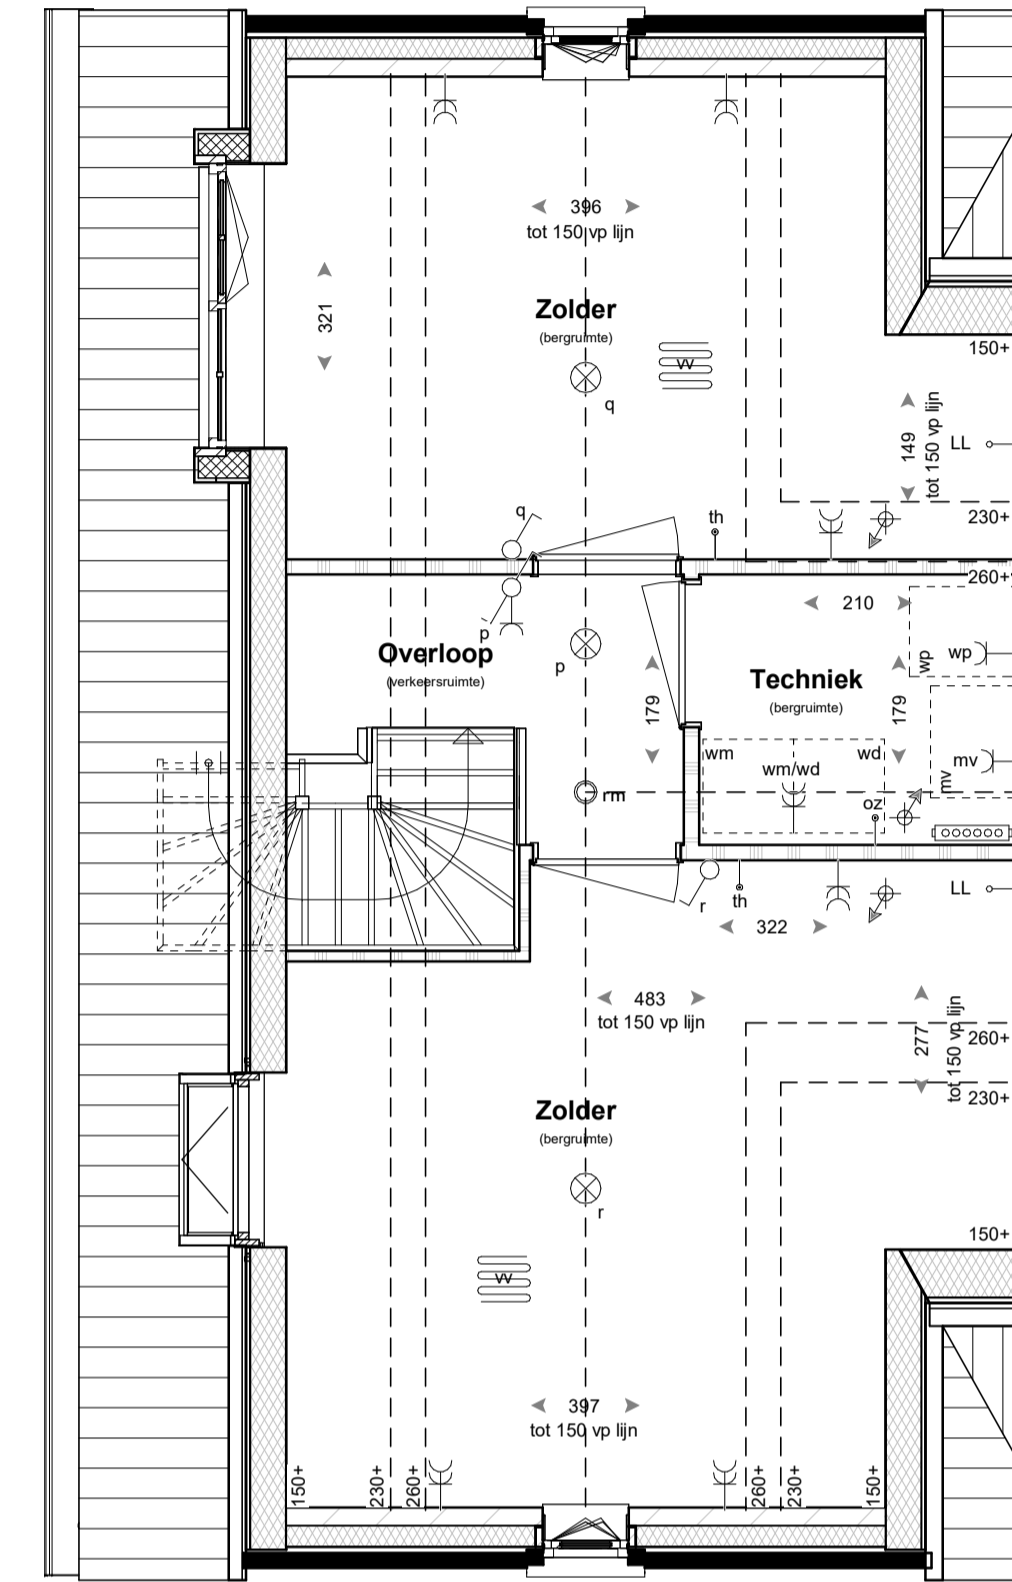 396
tot 150 vp lijn
321
Zolder
(bergruimte)
VV
q
150+
149
tot 150 vp lijn
LL
230+
q
th
260+
210
p
Overloop
(verkeersruimte)
p
179
Techniek
(bergruimte)
179
wp
wp
wm
wd
wm/wd
mv
mv
rm
oz
r
th
LL
322
483
tot 150 vp lijn
277
tot 150 vp lijn
260+
230+
Zolder
(bergruimte)
r
150+
VV
397
tot 150 vp lijn
150+
230+
260+
260+
230+
150+